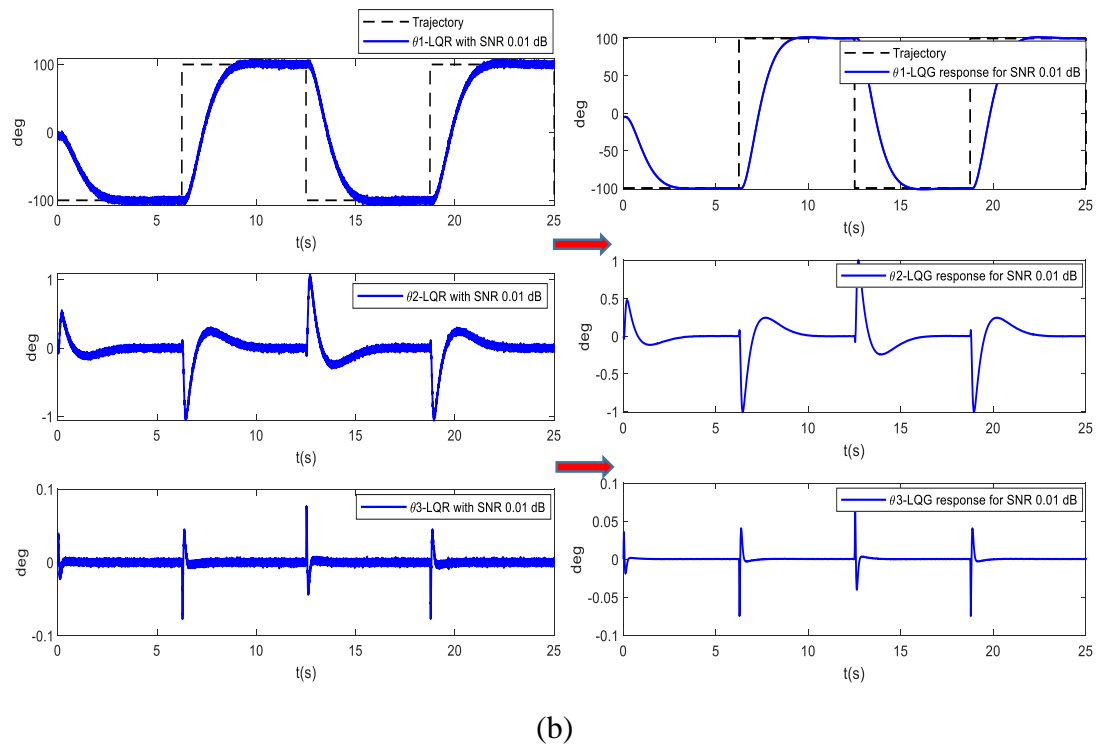 Trajectory
θ1-LQR with SNR 0.01 dB
100
0
-100
deg
0 5 10 15 20 25
t(s)
θ2-LQR with SNR 0.01 dB
1
0
-1
deg
0 5 10 15 20 25
t(s)
θ3-LQR with SNR 0.01 dB
0.1
0
-0.1
deg
0 5 10 15 20 25
t(s)
Trajectory
θ1-LQG response for SNR 0.01 dB
100
50
0
-50
-100
deg
0 5 10 15 20 25
t(s)
θ2-LQG response for SNR 0.01 dB
1
0.5
0
-0.5
-1
deg
0 5 10 15 20 25
t(s)
θ3-LQG response for SNR 0.01 dB
0.1
0.05
0
-0.05
-0.1
deg
0 5 10 15 20 25
t(s)
(b)